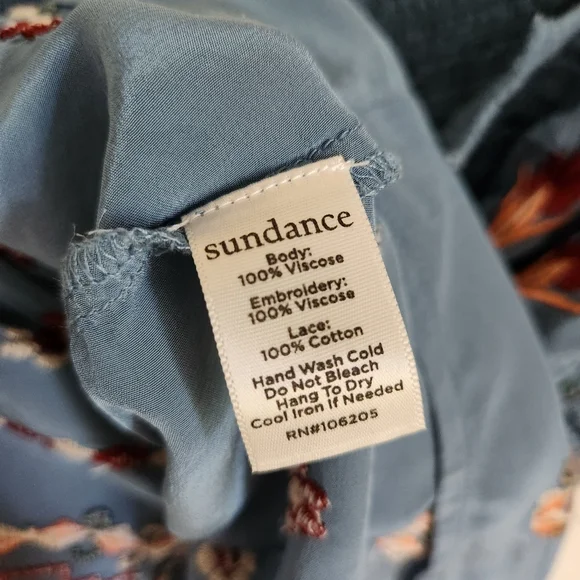 sundance
Body:
100% Viscose
Embroidery:
100% Viscose
Lace:
100% Cotton
Hand Wash Cold
Do Not Bleach
Hang To Dry
Cool Iron If Needed
RN#106205